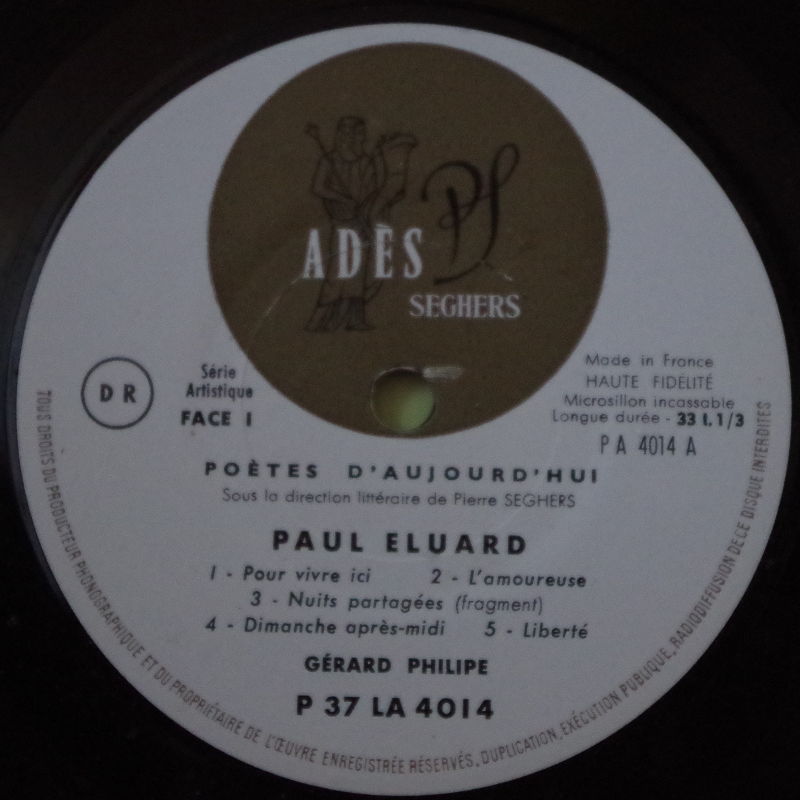 ADÈS
PS
SEGHERS
DR
Série
Artistique
FACE 1
Made in France
HAUTE FIDÉLITÉ
Microsillon incassable
Longue durée - 33 t. 1/3
PA 4014 A
POÈTES D'AUJOURD'HUI
Sous la direction littéraire de Pierre SEGHERS
PAUL ELUARD
1 - Pour vivre ici 2 - L'amoureuse
3 - Nuits partagées (fragment)
4 - Dimanche après-midi 5 - Liberté
GÉRARD PHILIPE
P 37 LA 4014
TOUS DROITS DU PRODUCTEUR PHONOGRAPHIQUE ET DU PROPRIÉTAIRE DE L'ŒUVRE ENREGISTRÉE RÉSERVÉS, DUPLICATION, EXÉCUTION PUBLIQUE, RADIODIFFUSION DE CE DISQUE INTERDITES